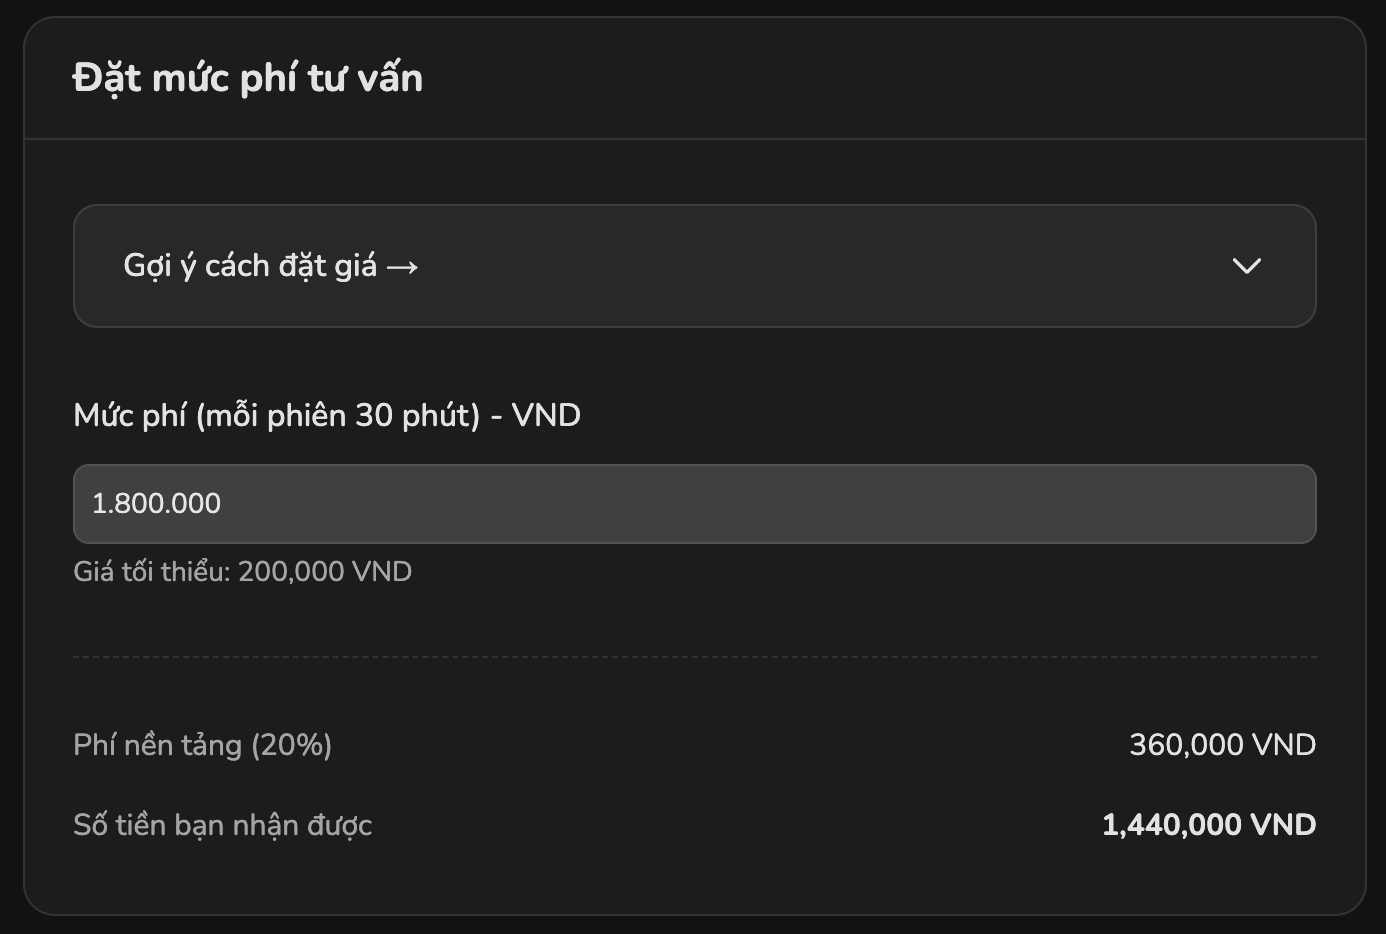 Đặt mức phí tư vấn
Gợi ý cách đặt giá →
Mức phí (mỗi phiên 30 phút) - VND
1.800.000
Giá tối thiểu: 200,000 VND
Phí nền tảng (20%) 360,000 VND
Số tiền bạn nhận được 1,440,000 VND